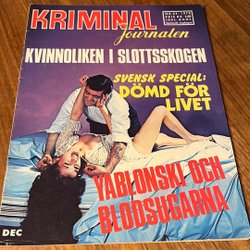 KRIMINAL
journalen
KVINNOLIKEN I SLOTTSSKOGEN
SVENSK SPECIAL:
DÖMD FÖR
LIVET
YABLONSKI OCH
BLODSUGARNA
DEC